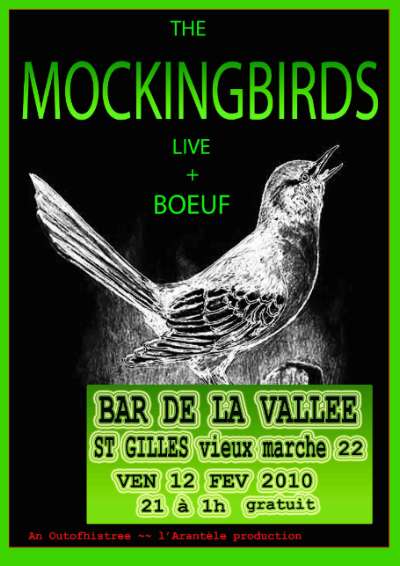 THE
MOCKINGBIRDS
LIVE
+
BOEUF
BAR DE LA VALLEE
ST GILLES vieux marche 22
VEN 12 FEV 2010
21 à 1h gratuit
An Outofhistree ~~ l'Arantèle production